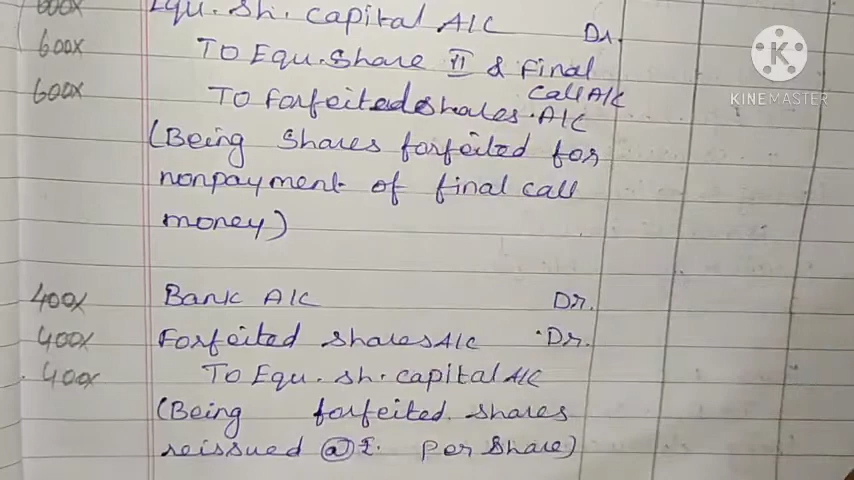 600x Equ. Sh. Capital A/C Dr.
600x To Equ. Share II & Final Call A/C
600x To Forfeited shares A/C
(Being Shares forfeited for
nonpayment of final call
money)
400x Bank A/C Dr.
400x Forfeited shares A/C Dr.
400x To Equ. sh. capital A/C
(Being forfeited shares
reissued @ ₹. per share)
KINEMASTER